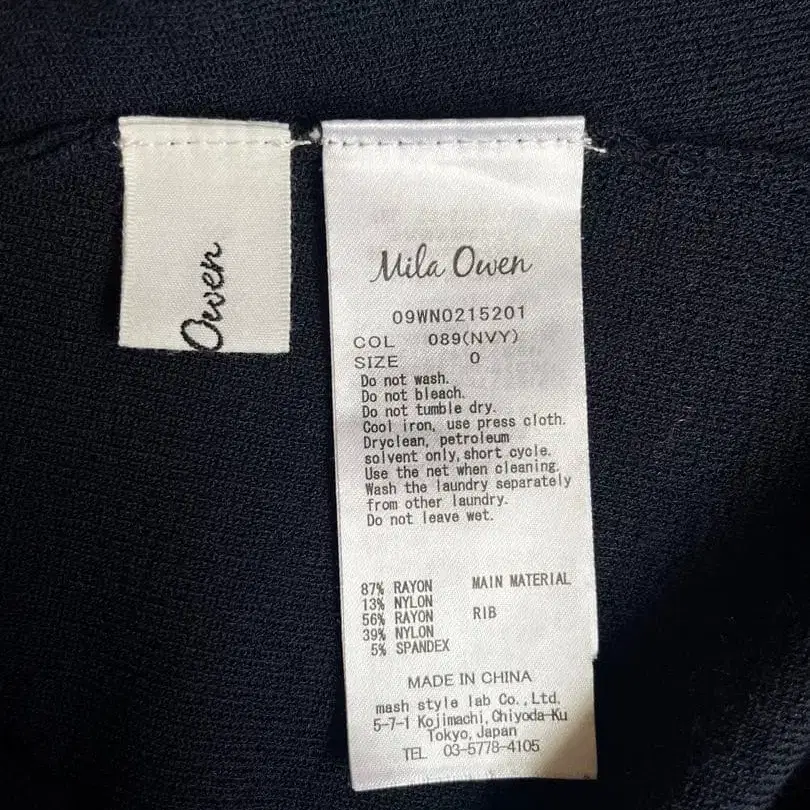 Owen
Mila Owen
09WN0215201
COL 089(NVY)
SIZE 0
Do not wash.
Do not bleach.
Do not tumble dry.
Cool iron, use press cloth.
Dryclean, petroleum
solvent only, short cycle.
Use the net when cleaning.
Wash the laundry separately
from other laundry.
Do not leave wet.
87% RAYON MAIN MATERIAL
13% NYLON
56% RAYON RIB
39% NYLON
5% SPANDEX
MADE IN CHINA
mash style lab Co.,Ltd.
5-7-1 Kojimachi,Chiyoda-Ku
Tokyo,Japan
TEL 03-5778-4105